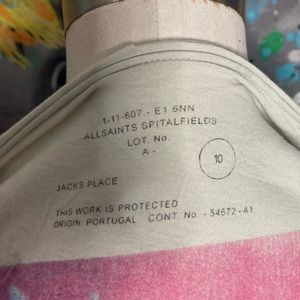 1-11-607 - E1 6NN
ALLSAINTS SPITALFIELDS
LOT. No.
A -
10
JACKS PLACE
THIS WORK IS PROTECTED
ORIGIN: PORTUGAL CONT. No. - 54672 - A1